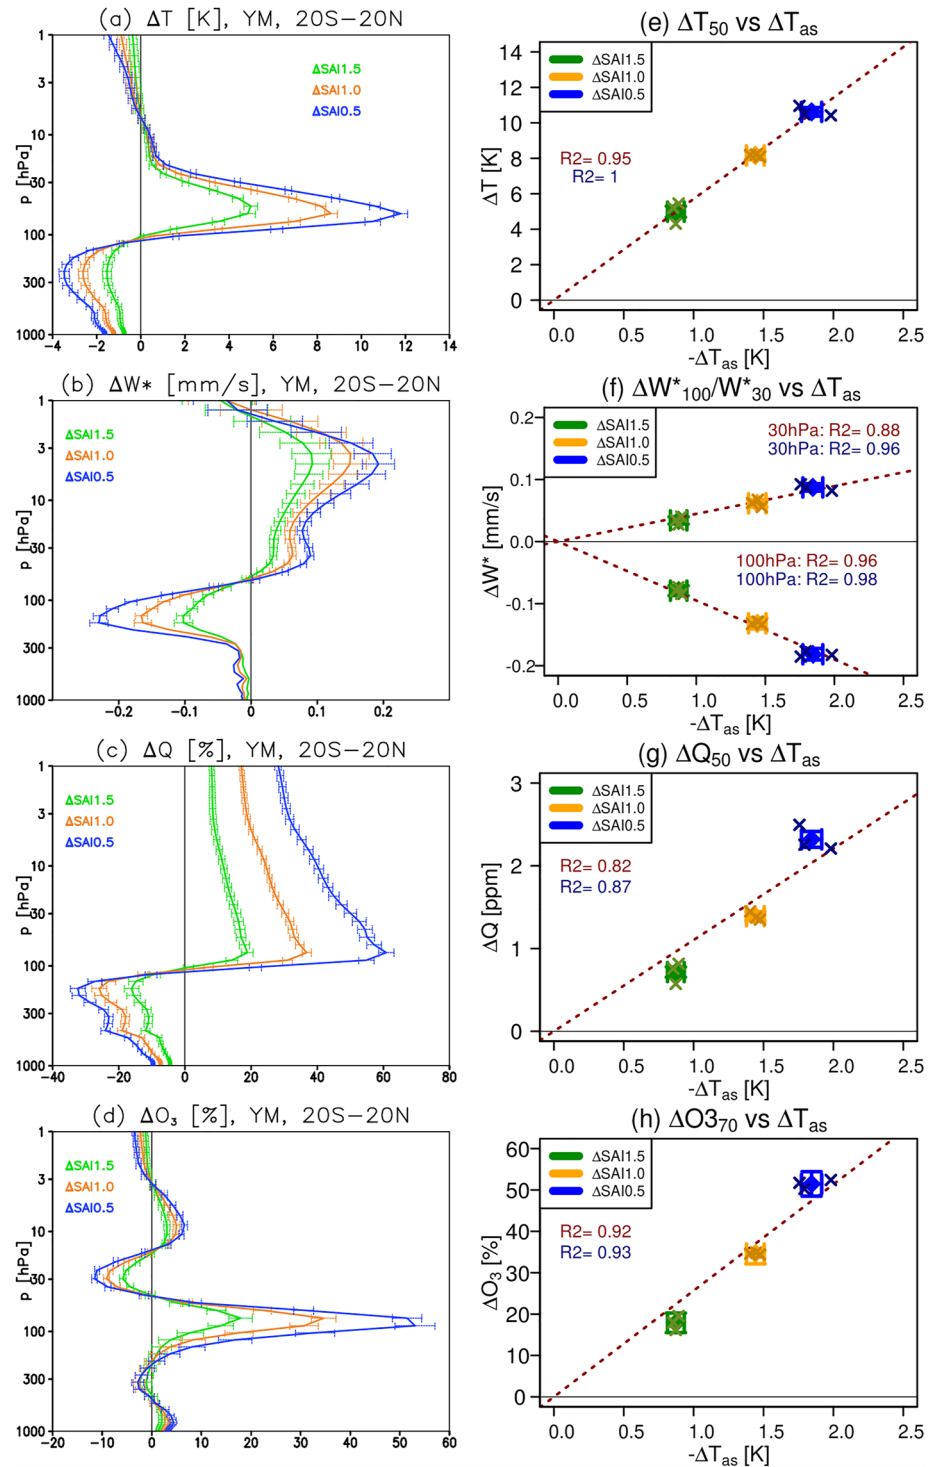 (a) ΔT [K], YM, 20S−20N
1
3
10
30
100
300
1000
p [hPa]
ΔSAI1.5
ΔSAI1.0
ΔSAI0.5
−4 −2 0 2 4 6 8 10 12 14
(b) ΔW* [mm/s], YM, 20S−20N
1
3
10
30
100
300
1000
p [hPa]
ΔSAI1.5
ΔSAI1.0
ΔSAI0.5
−0.2 −0.1 0 0.1 0.2
(c) ΔQ [%], YM, 20S−20N
1
3
10
30
100
300
1000
p [hPa]
ΔSAI1.5
ΔSAI1.0
ΔSAI0.5
−40 −20 0 20 40 60 80
(d) ΔO₃ [%], YM, 20S−20N
1
3
10
30
100
300
1000
p [hPa]
ΔSAI1.5
ΔSAI1.0
ΔSAI0.5
−20 −10 0 10 20 30 40 50 60
(e) ΔT50 vs ΔTas
14
12
10
8
6
4
2
0
ΔT [K]
ΔSAI1.5
ΔSAI1.0
ΔSAI0.5
R2= 0.95
R2= 1
0.0 0.5 1.0 1.5 2.0 2.5
-ΔTas [K]
(f) ΔW*100/W*30 vs ΔTas
0.2
0.1
0.0
-0.1
-0.2
ΔW* [mm/s]
ΔSAI1.5
ΔSAI1.0
ΔSAI0.5
30hPa: R2= 0.88
30hPa: R2= 0.96
100hPa: R2= 0.96
100hPa: R2= 0.98
0.0 0.5 1.0 1.5 2.0 2.5
-ΔTas [K]
(g) ΔQ50 vs ΔTas
3
2
1
0
ΔQ [ppm]
ΔSAI1.5
ΔSAI1.0
ΔSAI0.5
R2= 0.82
R2= 0.87
0.0 0.5 1.0 1.5 2.0 2.5
-ΔTas [K]
(h) ΔO370 vs ΔTas
60
50
40
30
20
10
0
ΔO3 [%]
ΔSAI1.5
ΔSAI1.0
ΔSAI0.5
R2= 0.92
R2= 0.93
0.0 0.5 1.0 1.5 2.0 2.5
-ΔTas [K]